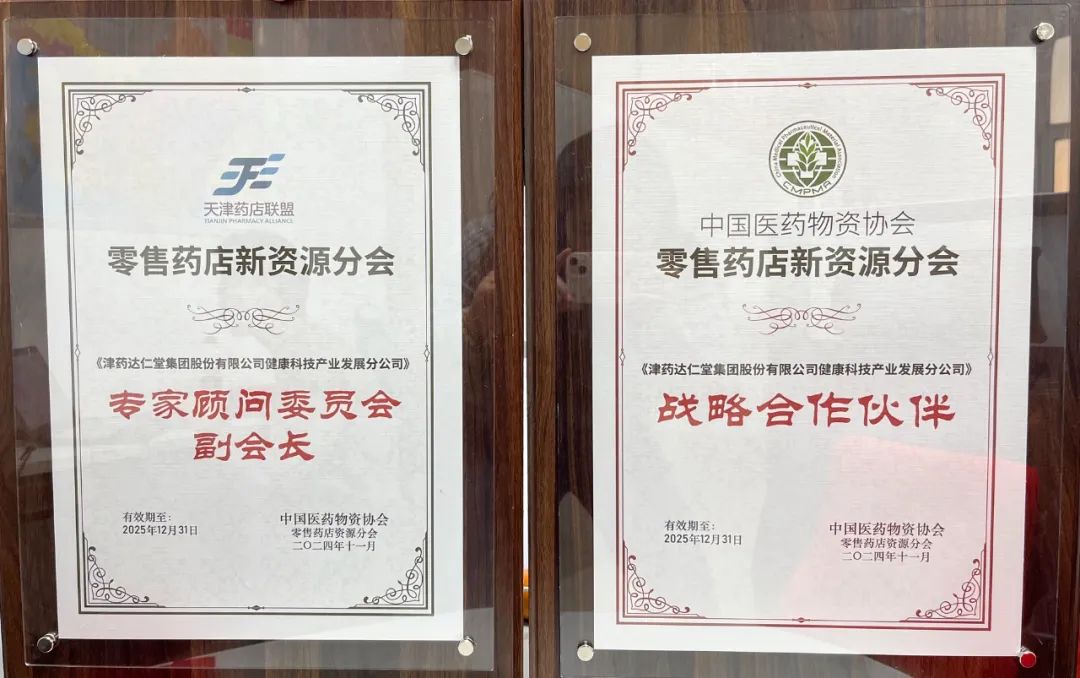 天津药店联盟
TIANJIN PHARMACY ALLIANCE
零售药店新资源分会
《津药达仁堂集团股份有限公司健康科技产业发展分公司》
专家顾问委员会
副会长
有效期至：
2025年12月31日
中国医药物资协会
零售药店资源分会
二〇二四年十一月
China Medical Pharmaceutical Material Association
CMPMA
中国医药物资协会
零售药店新资源分会
《津药达仁堂集团股份有限公司健康科技产业发展分公司》
战略合作伙伴
有效期至：
2025年12月31日
中国医药物资协会
零售药店资源分会
二〇二四年十一月